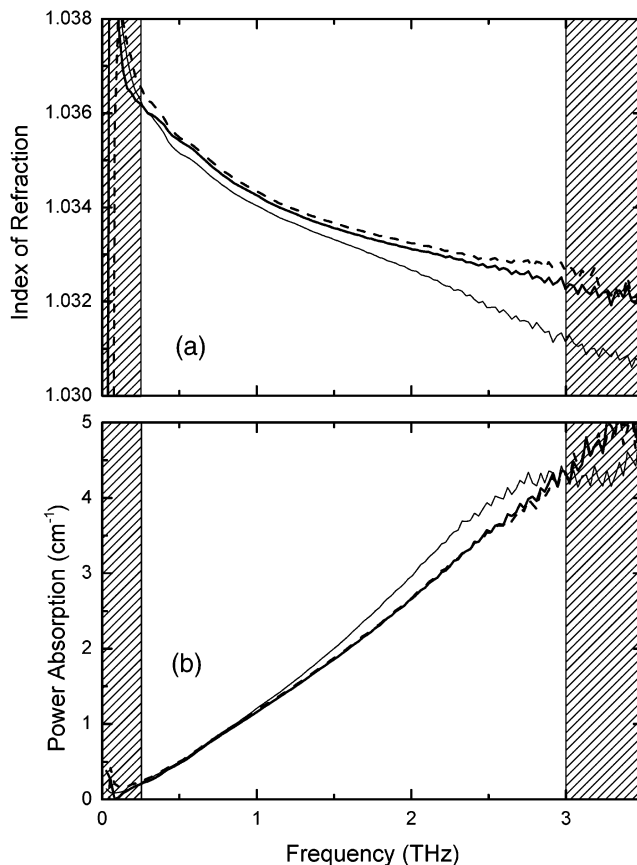 1.038
1.036
1.034
1.032
1.030
Index of Refraction
(a)
5
4
3
2
1
0
Power Absorption (cm⁻¹)
(b)
0 1 2 3
Frequency (THz)